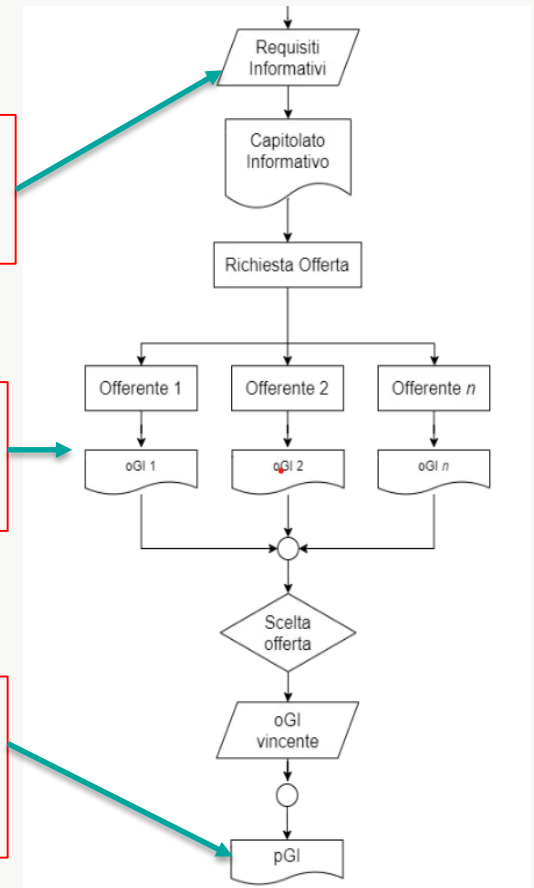 Requisiti
Informativi
Capitolato
Informativo
Richiesta Offerta
Offerente 1
Offerente 2
Offerente n
oGI 1
oGI 2
oGI n
Scelta
offerta
oGI
vincente
pGI